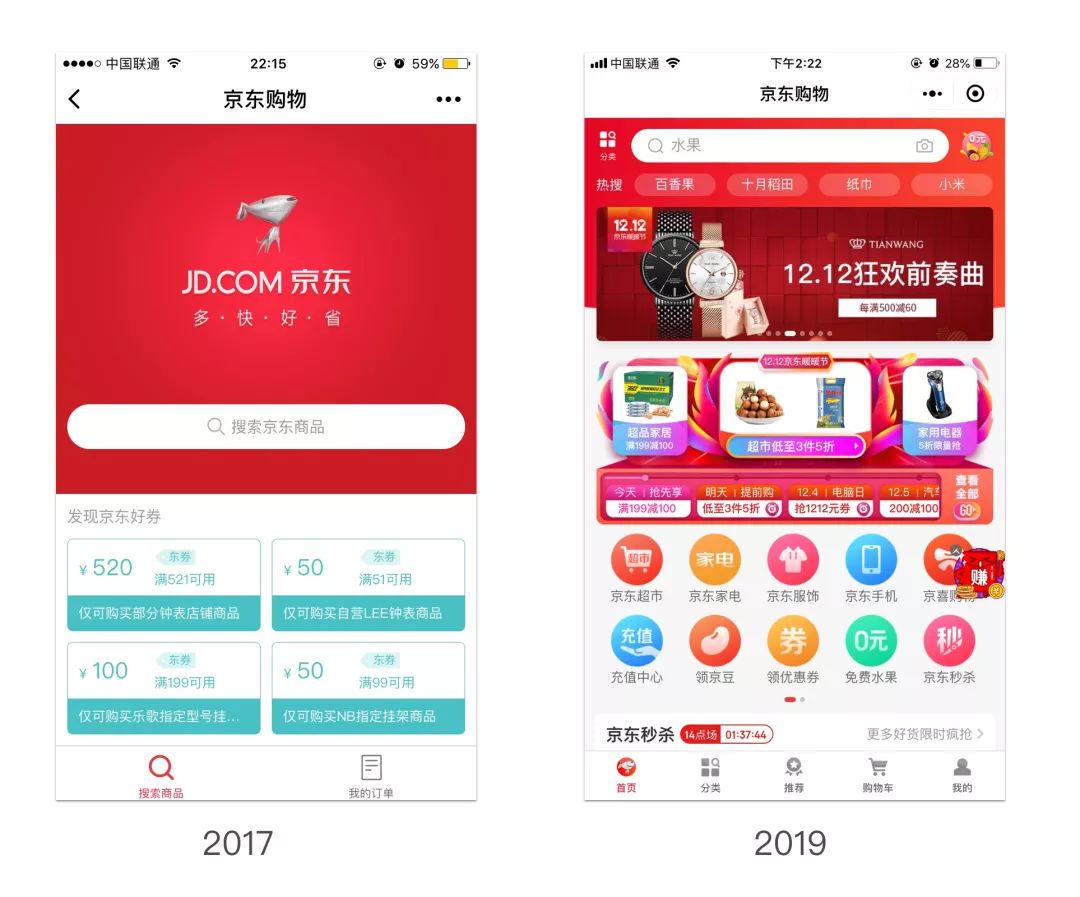 中国联通
22:15
59%
京东购物
JD.COM 京东
多·快·好·省
搜索京东商品
发现京东好券
¥ 520
东券
满521可用
仅可购买部分钟表店铺商品
¥ 50
东券
满51可用
仅可购买自营LEE钟表商品
¥ 100
东券
满199可用
仅可购买乐歌指定型号挂...
¥ 50
东券
满99可用
仅可购买NB指定挂架商品
搜索商品
我的订单
2017
中国联通
下午2:22
28%
京东购物
分类
水果
0元
热搜
百香果
十月稻田
纸巾
小米
12.12
京东暖暖节
TIANWANG
12.12狂欢前奏曲
每满500减60
12.12京东暖暖节
超品家居
满199减100
超市低至3件5折
家用电器
5折限量抢
今天 | 抢先享
满199减100
明天 | 提前购
低至3件5折
12.4 | 电脑日
抢1212元券
12.5 | 汽车
200减100
查看
全部
GO
超市
京东超市
家电
京东家电
京东服饰
京东手机
京喜购物
赚
充值
充值中心
领京豆
券
领优惠券
0元
免费水果
秒
京东秒杀
京东秒杀
14点场
01:37:44
更多好货限时疯抢
首页
分类
推荐
购物车
我的
2019